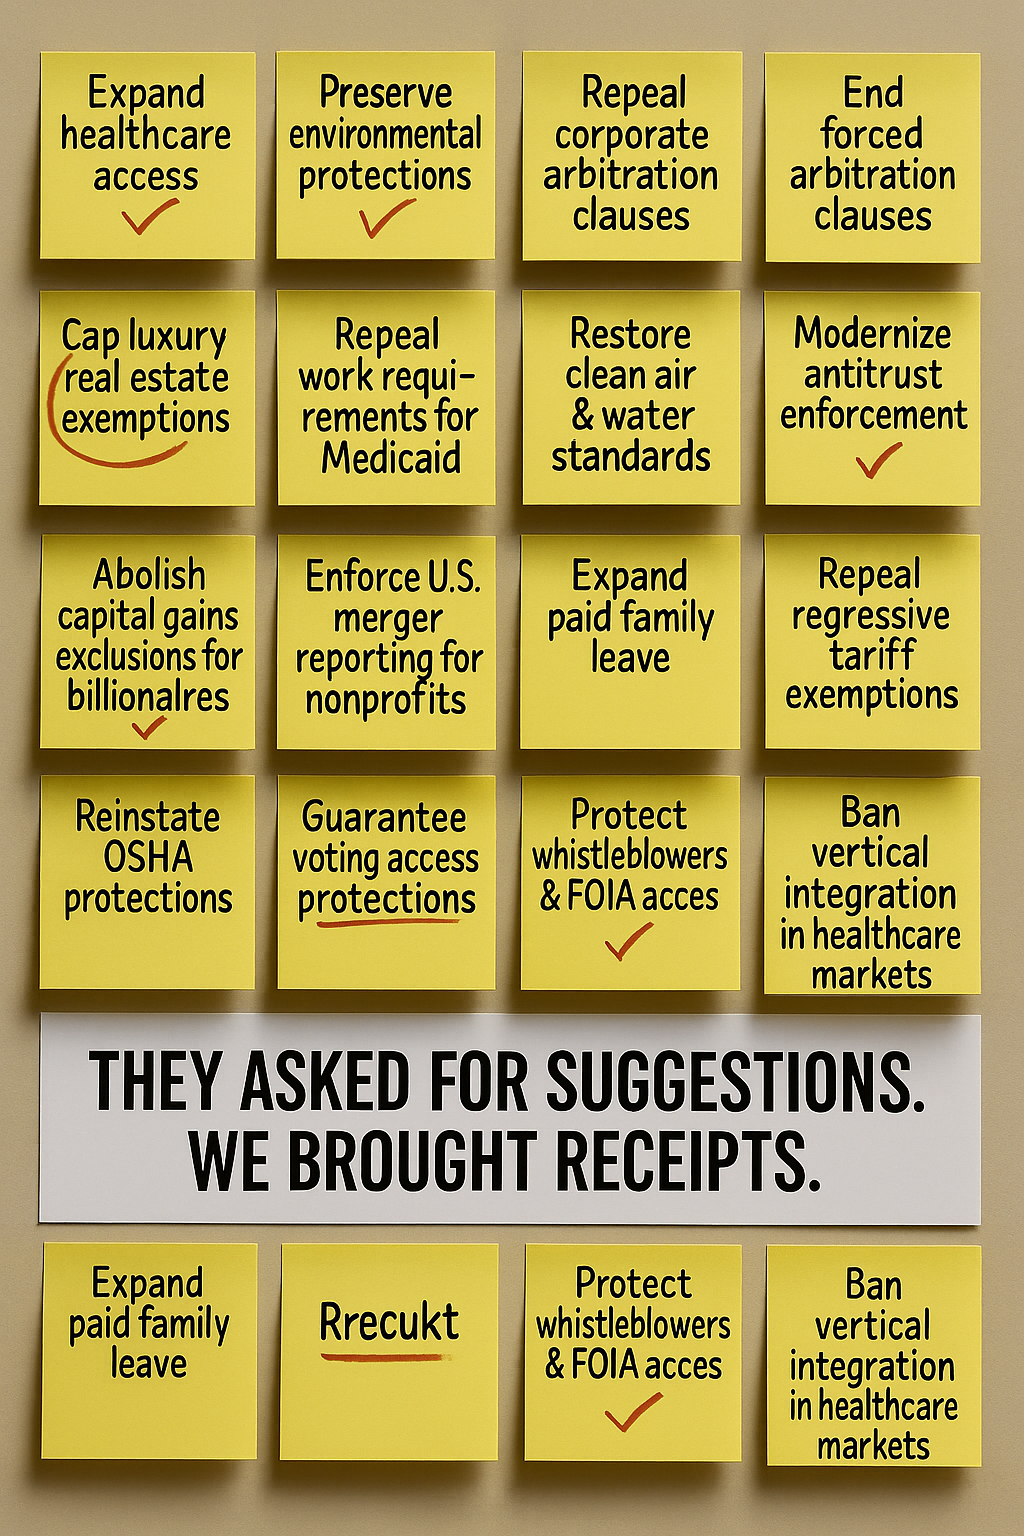 Expand
healthcare
access
Preserve
environmental
protections
Repeal
corporate
arbitration
clauses
End
forced
arbitration
clauses
Cap luxury
real estate
exemptions
Repeal
work requi-
rements for
Medicaid
Restore
clean air
& water
standards
Modernize
antitrust
enforcement
Abolish
capital gains
exclusions for
billionalres
Enforce U.S.
merger
reporting for
nonprofits
Expand
paid family
leave
Repeal
regressive
tariff
exemptions
Reinstate
OSHA
protections
Guarantee
voting access
protections
Protect
whistleblowers
& FOIA acces
Ban
vertical
integration
in healthcare
markets
THEY ASKED FOR SUGGESTIONS.
WE BROUGHT RECEIPTS.
Expand
paid family
leave
Rrecukt
Protect
whistleblowers
& FOIA acces
Ban
vertical
integration
in healthcare
markets